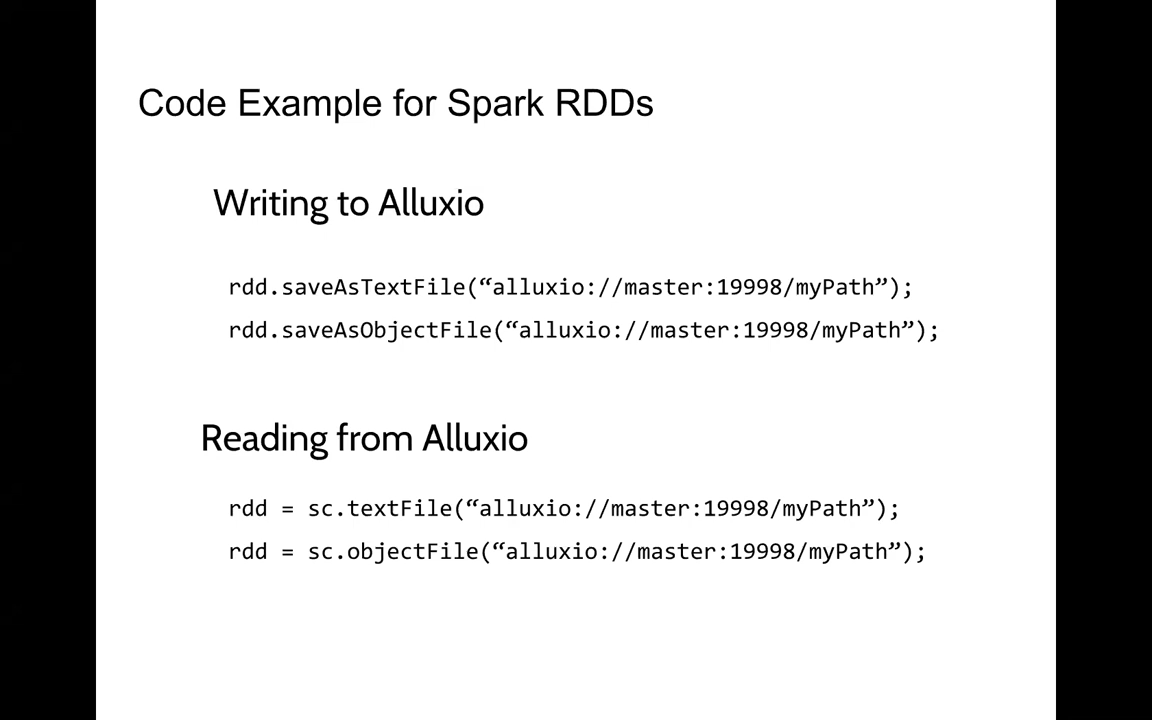 Code Example for Spark RDDs
Writing to Alluxio
rdd.saveAsTextFile(“alluxio://master:19998/myPath”);
rdd.saveAsObjectFile(“alluxio://master:19998/myPath”);
Reading from Alluxio
rdd = sc.textFile(“alluxio://master:19998/myPath”);
rdd = sc.objectFile(“alluxio://master:19998/myPath”);